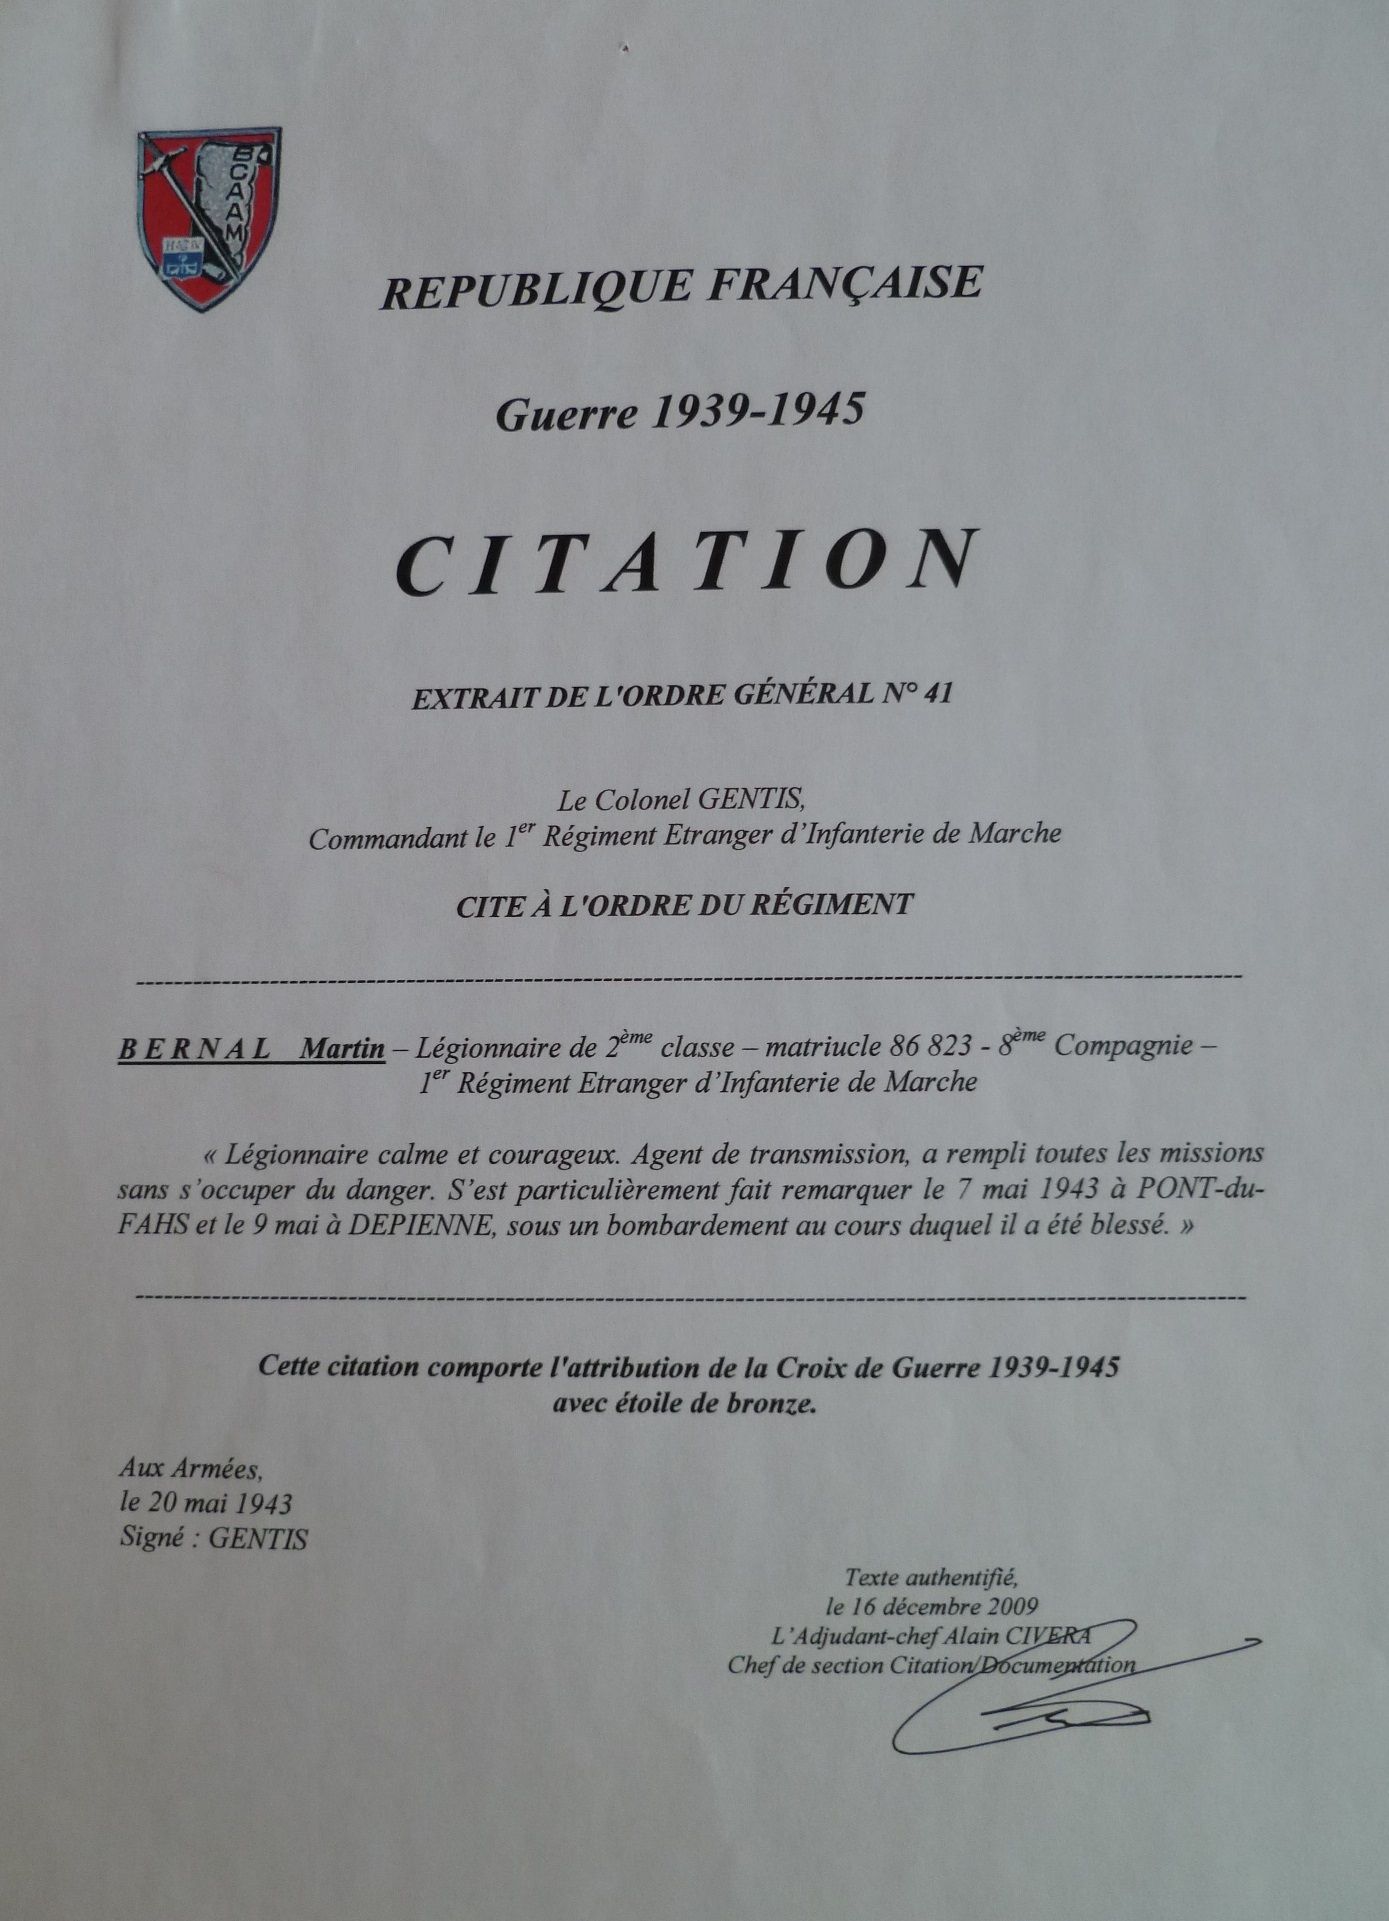 BCAAM
REPUBLIQUE FRANÇAISE
Guerre 1939-1945
CITATION
EXTRAIT DE L'ORDRE GÉNÉRAL N° 41
Le Colonel GENTIS,
Commandant le 1er Régiment Etranger d’Infanterie de Marche
CITE À L'ORDRE DU RÉGIMENT
BERNAL Martin – Légionnaire de 2ème classe – matriucle 86 823 - 8ème Compagnie –
1er Régiment Etranger d’Infanterie de Marche
« Légionnaire calme et courageux. Agent de transmission, a rempli toutes les missions
sans s’occuper du danger. S’est particulièrement fait remarquer le 7 mai 1943 à PONT-du-
FAHS et le 9 mai à DEPIENNE, sous un bombardement au cours duquel il a été blessé. »
Cette citation comporte l'attribution de la Croix de Guerre 1939-1945
avec étoile de bronze.
Aux Armées,
le 20 mai 1943
Signé : GENTIS
Texte authentifié,
le 16 décembre 2009
L’Adjudant-chef Alain CIVERA
Chef de section Citation/Documentation